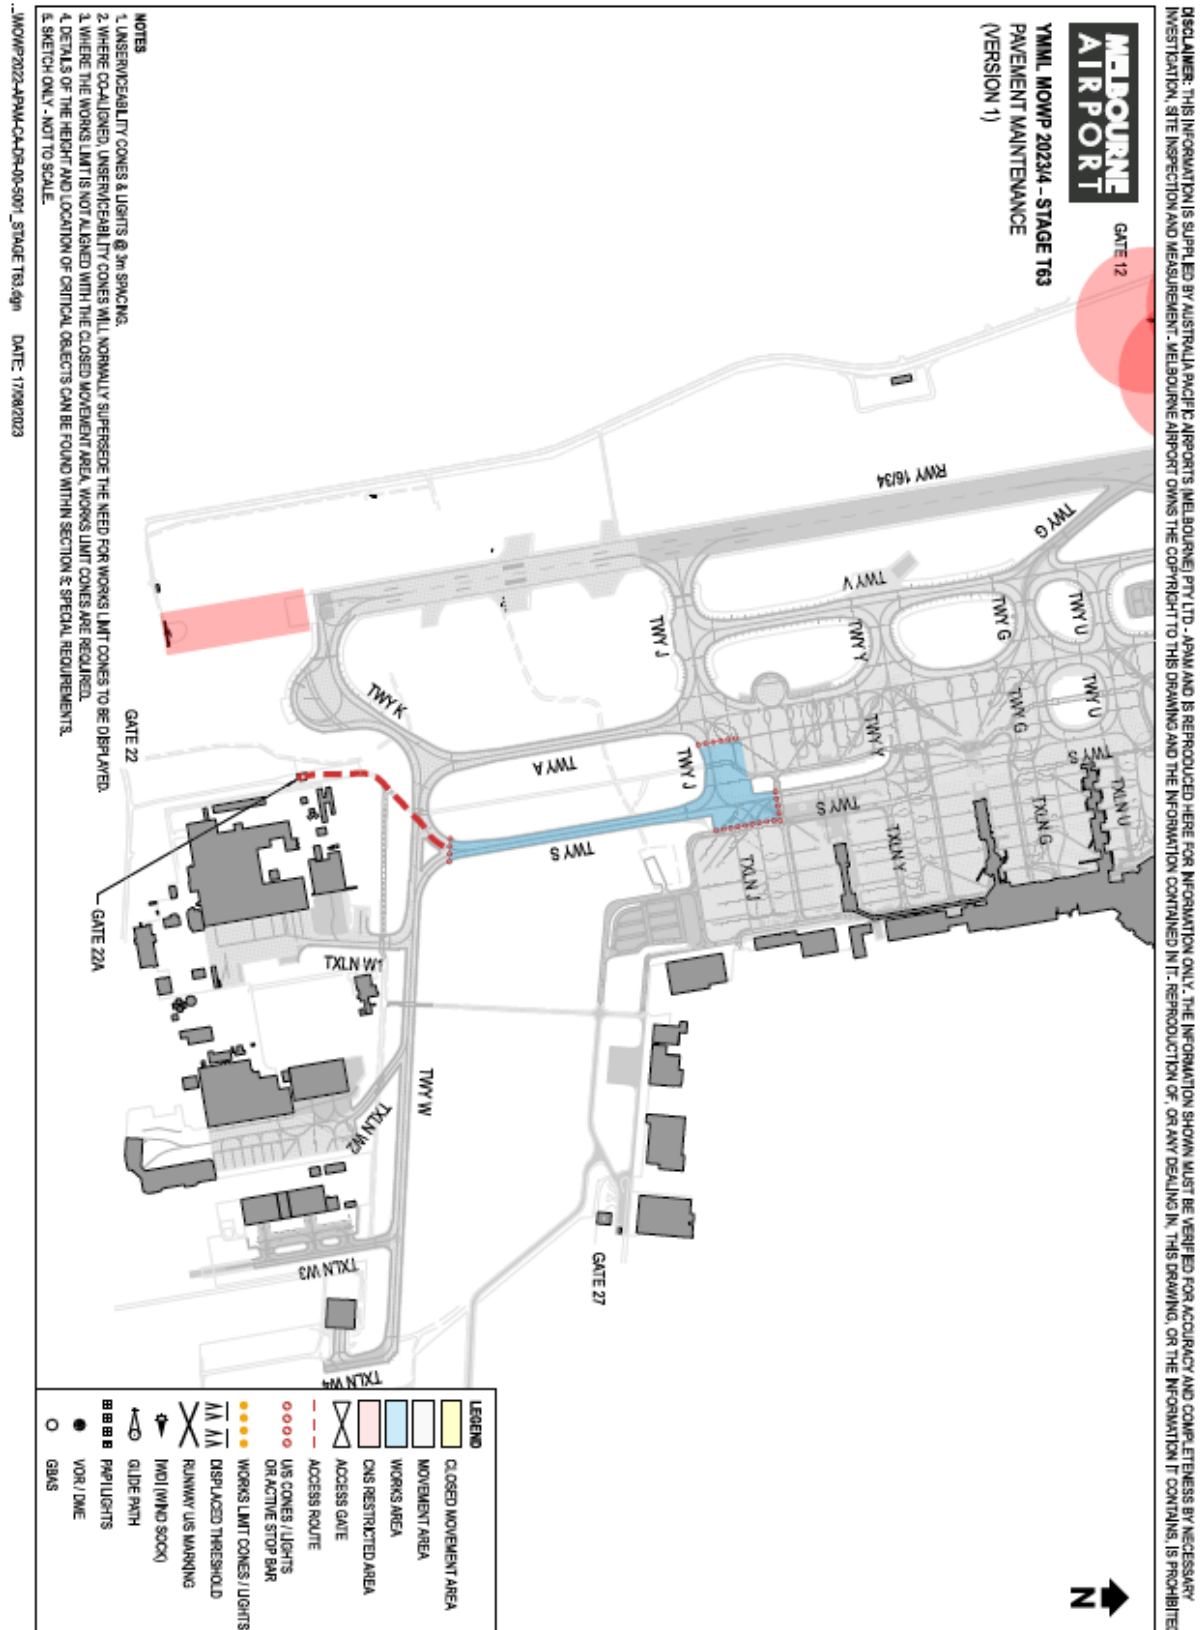 DISCLAIMER: THIS INFORMATION IS SUPPLIED BY AUSTRALIA PACIFIC AIRPORTS (MELBOURNE) PTY LTD - APAM AND IS REPRODUCED HERE FOR INFORMATION ONLY. THE INFORMATION SHOWN MUST BE VERIFIED FOR ACCURACY AND COMPLETENESS BY NECESSARY
INVESTIGATION, SITE INSPECTION AND MEASUREMENT. MELBOURNE AIRPORT OWNS THE COPYRIGHT TO THIS DRAWING AND THE INFORMATION CONTAINED IN IT. REPRODUCTION OF, OR ANY DEALING IN, THIS DRAWING, OR THE INFORMATION IT CONTAINS, IS PROHIBITED
MELBOURNE
AIRPORT
YMML MOWP 2023/4 - STAGE T63
PAVEMENT MAINTENANCE
(VERSION 1)
GATE 12
RWY 16/34
TWY G
TWY V
TWY U
TWY G
TWY Y
TWY J
TWY U
TWY G
TWY Y
TWY S
TXLN U
TXLN G
TXLN Y
TWY S
TWY J
TXLN J
TWY K
TWY A
TWY S
GATE 22
GATE 22A
TXLN W1
TWY W
TXLN W2
TXLN W3
TXLN W4
GATE 27
N
LEGEND
CLOSED MOVEMENT AREA
MOVEMENT AREA
WORKS AREA
CNS RESTRICTED AREA
ACCESS GATE
ACCESS ROUTE
U/S CONES / LIGHTS
OR ACTIVE STOP BAR
WORKS LIMIT CONES / LIGHTS
DISPLACED THRESHOLD
RUNWAY U/S MARKING
IWDI (WIND SOCK)
GLIDE PATH
PAPI LIGHTS
VOR / DME
GBAS
NOTES
1. UNSERVICEABILITY CONES & LIGHTS @ 3m SPACING.
2. WHERE CO-ALIGNED, UNSERVICEABILITY CONES WILL NORMALLY SUPERSEDE THE NEED FOR WORKS LIMIT CONES TO BE DISPLAYED.
3. WHERE THE WORKS LIMIT IS NOT ALIGNED WITH THE CLOSED MOVEMENT AREA, WORKS LIMIT CONES ARE REQUIRED.
4. DETAILS OF THE HEIGHT AND LOCATION OF CRITICAL OBJECTS CAN BE FOUND WITHIN SECTION 5: SPECIAL REQUIREMENTS.
5. SKETCH ONLY - NOT TO SCALE.
...\MOWP2022-APAM-CA-DR-00-5001_STAGE T63.dgn DATE: 17/08/2023